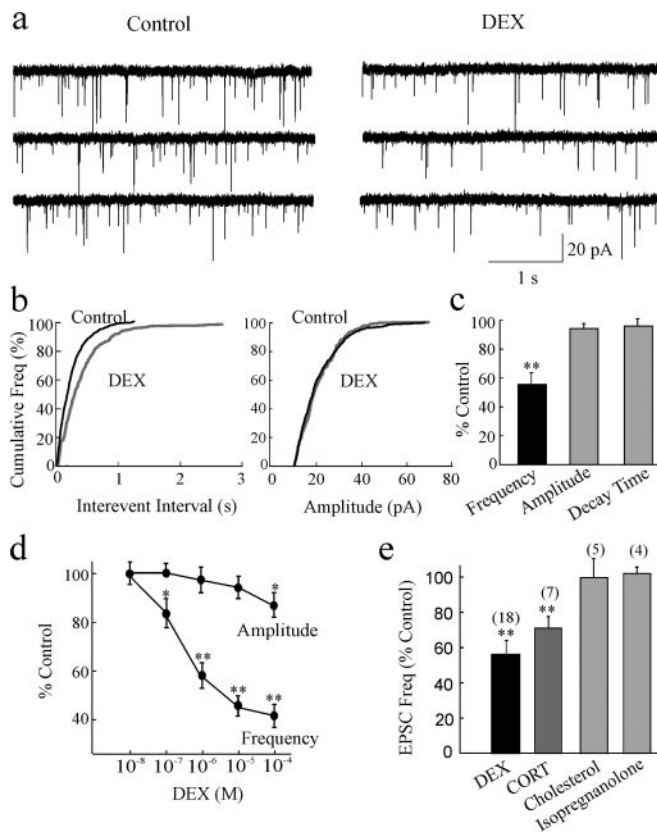 a
Control
DEX
20 pA
1 s
b
Control
DEX
Cumulative Freq (%)
100
80
60
40
20
0
0
1
2
3
Interevent Interval (s)
Control
DEX
100
80
60
40
20
0
0
20
40
60
80
Amplitude (pA)
c
% Control
100
80
60
40
20
0
**
Frequency
Amplitude
Decay Time
d
% Control
100
80
60
40
*
**
**
**
*
Amplitude
Frequency
10-8
10-7
10-6
10-5
10-4
DEX (M)
e
EPSC Freq (% Control)
100
80
60
40
20
0
(18)
**
(7)
**
(5)
(4)
DEX
CORT
Cholesterol
Isopregnanolone